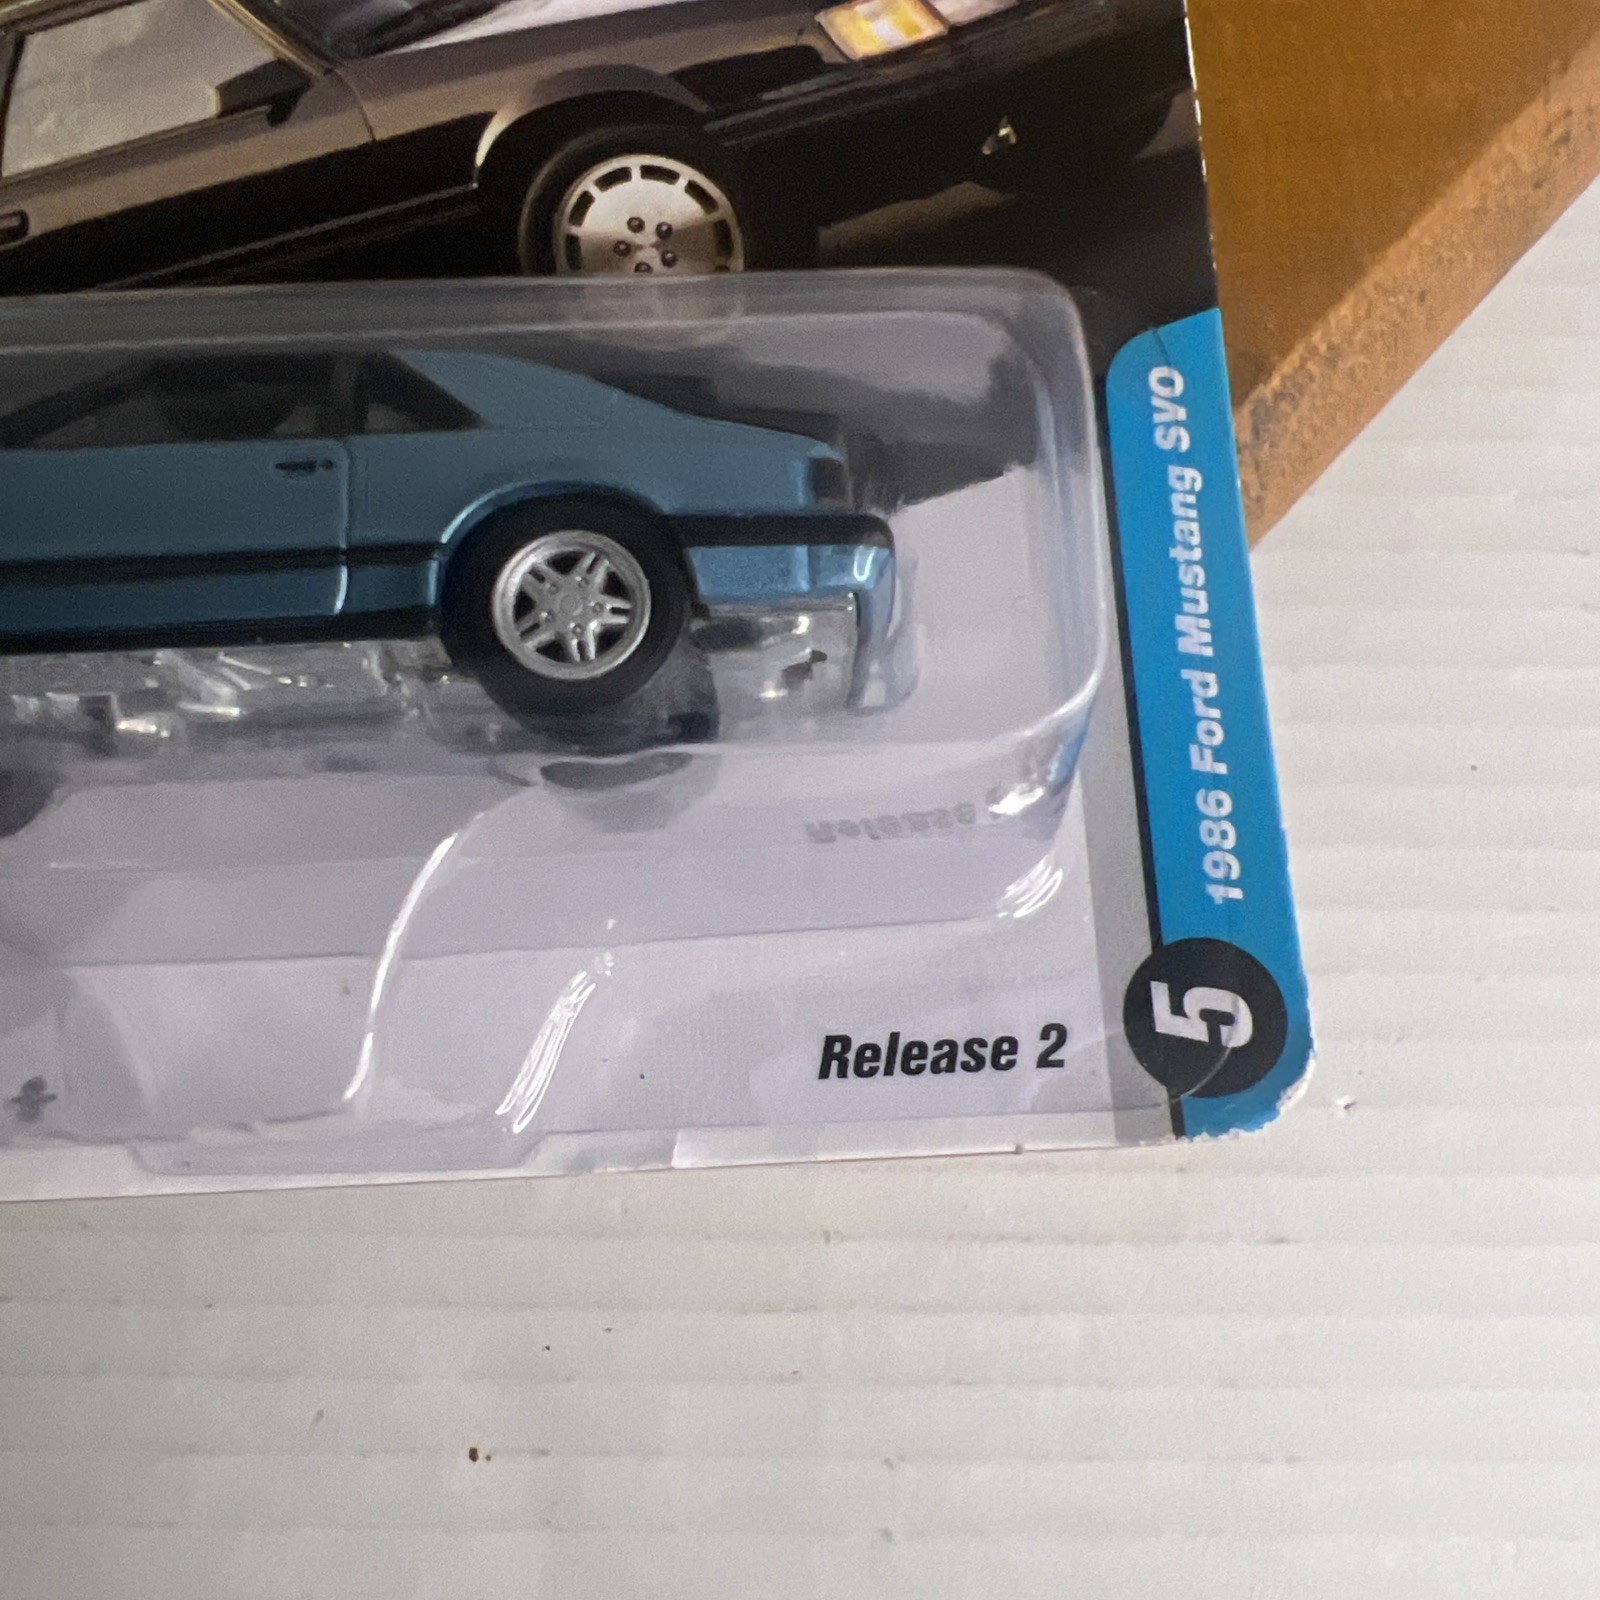 1986 Ford Mustang SVO
5
Release 2